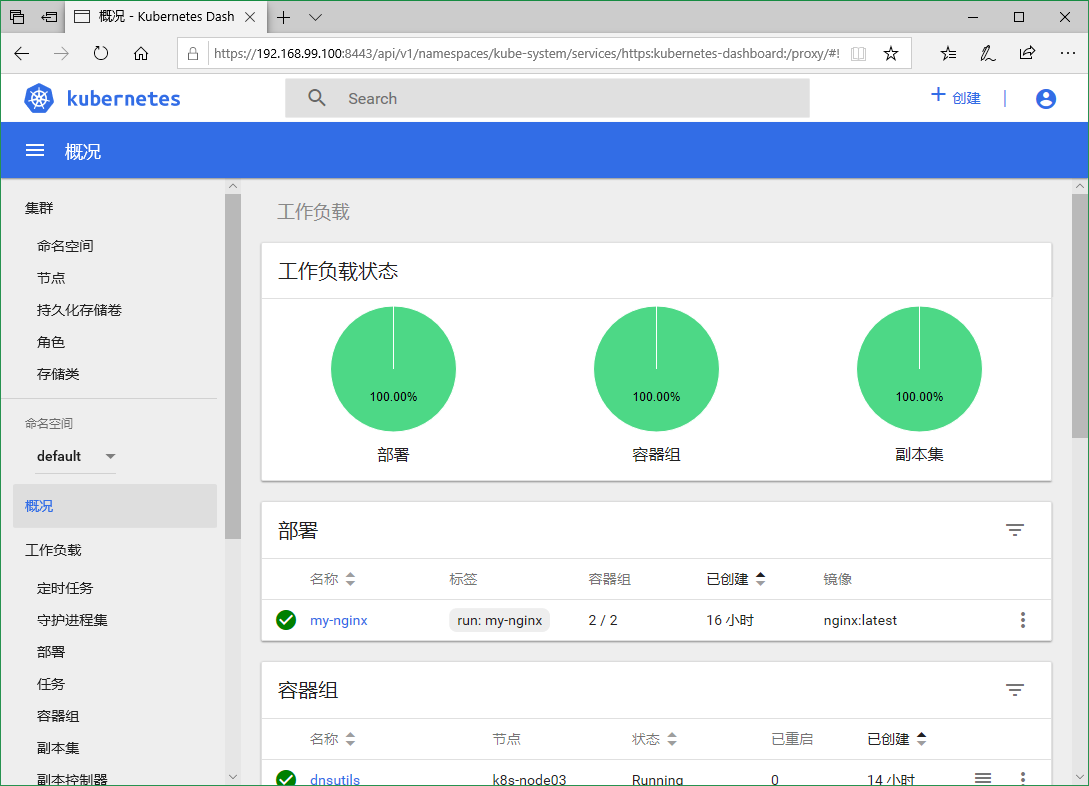 概况 - Kubernetes Dash
https://192.168.99.100:8443/api/v1/namespaces/kube-system/services/https:kubernetes-dashboard:/proxy/#!
kubernetes
Search
创建
概况
集群
命名空间
节点
持久化存储卷
角色
存储类
命名空间
default
概况
工作负载
定时任务
守护进程集
部署
任务
容器组
副本集
副本控制器
工作负载
工作负载状态
100.00% 100.00% 100.00%
部署 容器组 副本集
部署
名称 标签 容器组 已创建 镜像
my-nginx run: my-nginx 2 / 2 16 小时 nginx:latest
容器组
名称 节点 状态 已重启 已创建
dnsutils k8s-node03 Running 0 14 小时